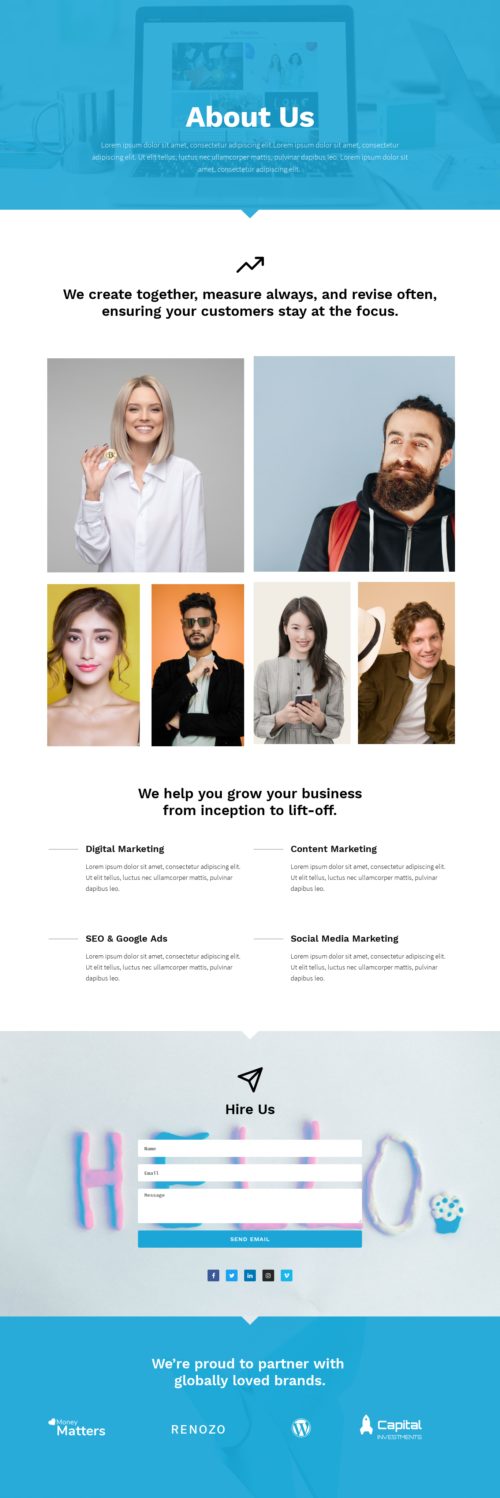 About Us
Lorem ipsum dolor sit amet, consectetur adipiscing elit.Lorem ipsum dolor sit amet, consectetur
adipiscing elit. Ut elit tellus, luctus nec ullamcorper mattis, pulvinar dapibus leo. Lorem ipsum dolor sit
amet, consectetur adipiscing elit.
We create together, measure always, and revise often,
ensuring your customers stay at the focus.
We help you grow your business
from inception to lift-off.
Digital Marketing
Lorem ipsum dolor sit amet, consectetur adipiscing elit.
Ut elit tellus, luctus nec ullamcorper mattis, pulvinar
dapibus leo.
Content Marketing
Lorem ipsum dolor sit amet, consectetur adipiscing elit.
Ut elit tellus, luctus nec ullamcorper mattis, pulvinar
dapibus leo.
SEO & Google Ads
Lorem ipsum dolor sit amet, consectetur adipiscing elit.
Ut elit tellus, luctus nec ullamcorper mattis, pulvinar
dapibus leo.
Social Media Marketing
Lorem ipsum dolor sit amet, consectetur adipiscing elit.
Ut elit tellus, luctus nec ullamcorper mattis, pulvinar
dapibus leo.
Hire Us
HELLO.
Name
Email
Message
SEND EMAIL
We're proud to partner with
globally loved brands.
Money
Matters
RENOZO
Capital
INVESTMENTS